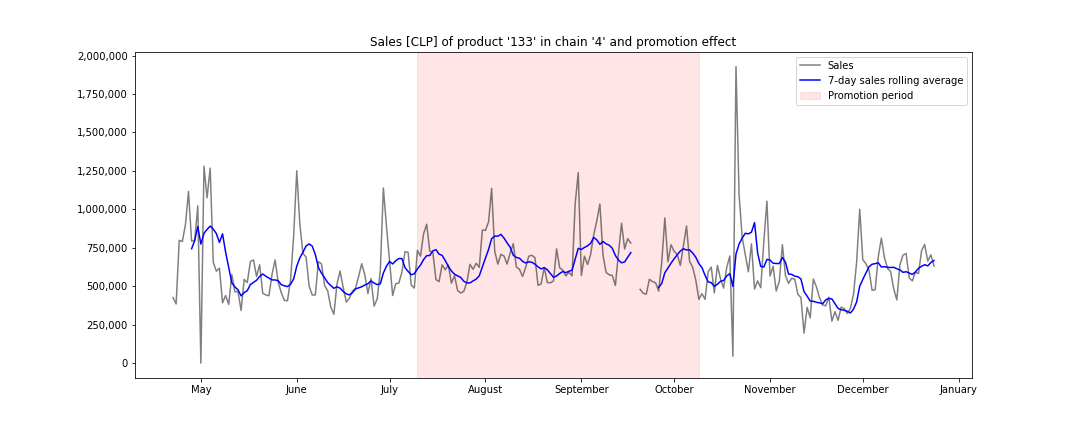 Sales [CLP] of product '133' in chain '4' and promotion effect
2,000,000
1,750,000
1,500,000
1,250,000
1,000,000
750,000
500,000
250,000
0
Sales
7-day sales rolling average
Promotion period
May June July August September October November December January